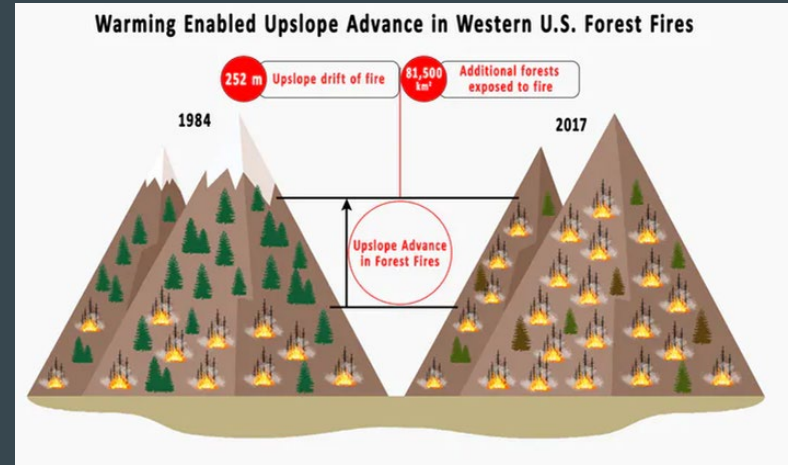 Warming Enabled Upslope Advance in Western U.S. Forest Fires
252 m
Upslope drift of fire
81,500
km²
Additional forests
exposed to fire
1984
2017
Upslope Advance
in Forest Fires